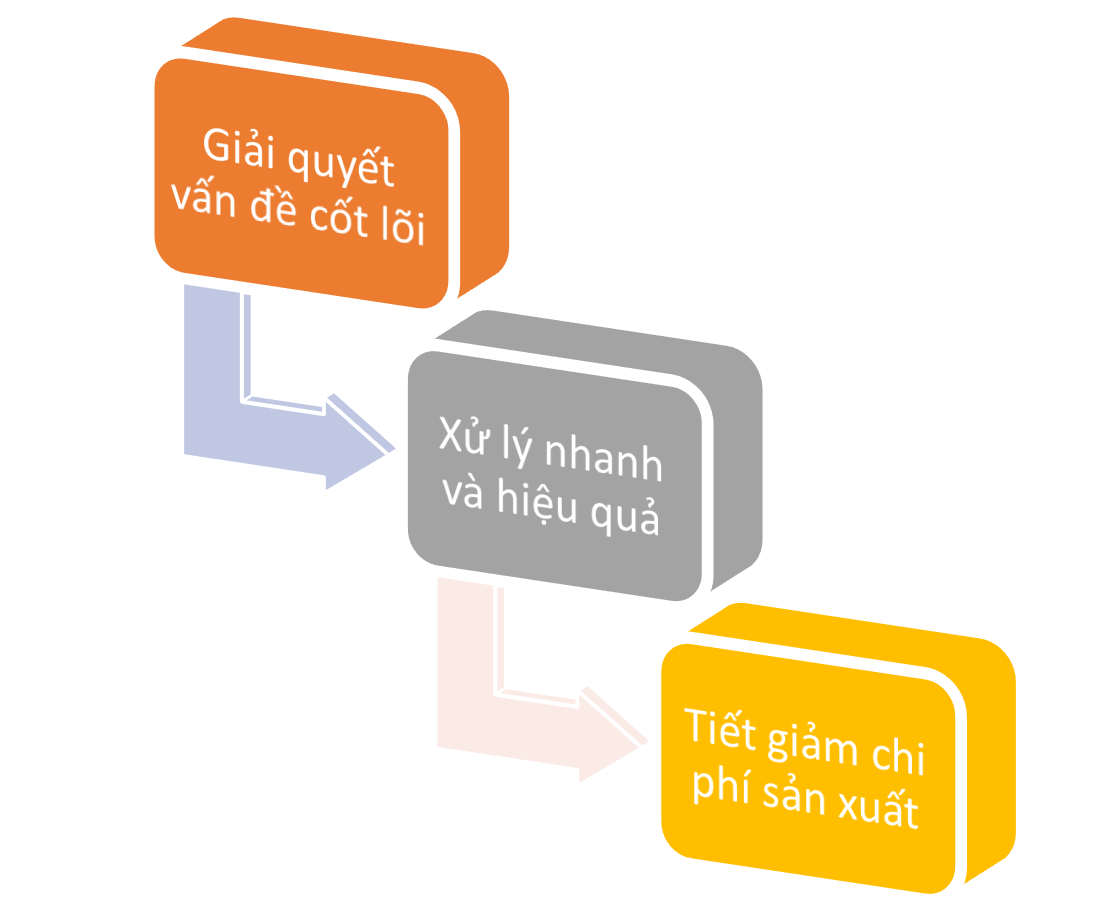 Giải quyết
vấn đề cốt lõi
Xử lý nhanh
và hiệu quả
Tiết giảm chi
phí sản xuất